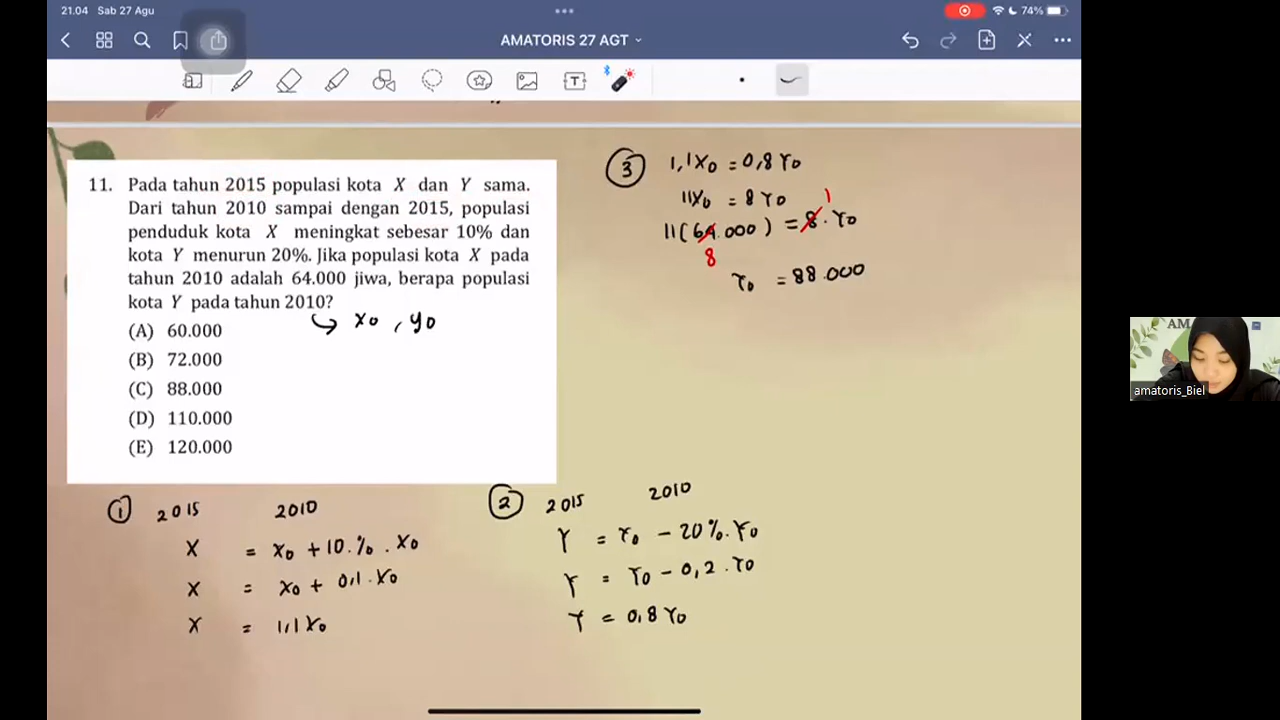 21.04 Sab 27 Agu
74%
AMATORIS 27 AGT
11. Pada tahun 2015 populasi kota X dan Y sama.
Dari tahun 2010 sampai dengan 2015, populasi
penduduk kota X meningkat sebesar 10% dan
kota Y menurun 20%. Jika populasi kota X pada
tahun 2010 adalah 64.000 jiwa, berapa populasi
kota Y pada tahun 2010?
↳ x0 , y0
(A) 60.000
(B) 72.000
(C) 88.000
(D) 110.000
(E) 120.000
① 2015 2010
X = x0 + 10% . X0
X = x0 + 0,1 . X0
X = 1,1 X0
② 2015 2010
Y = Y0 - 20% . Y0
Y = Y0 - 0,2 . Y0
Y = 0,8 Y0
③ 1,1X0 = 0,8 Y0
11X0 = 8 Y0
1
11(64.000) = 8 . Y0
8
Y0 = 88.000
AM
amatoris_Biel